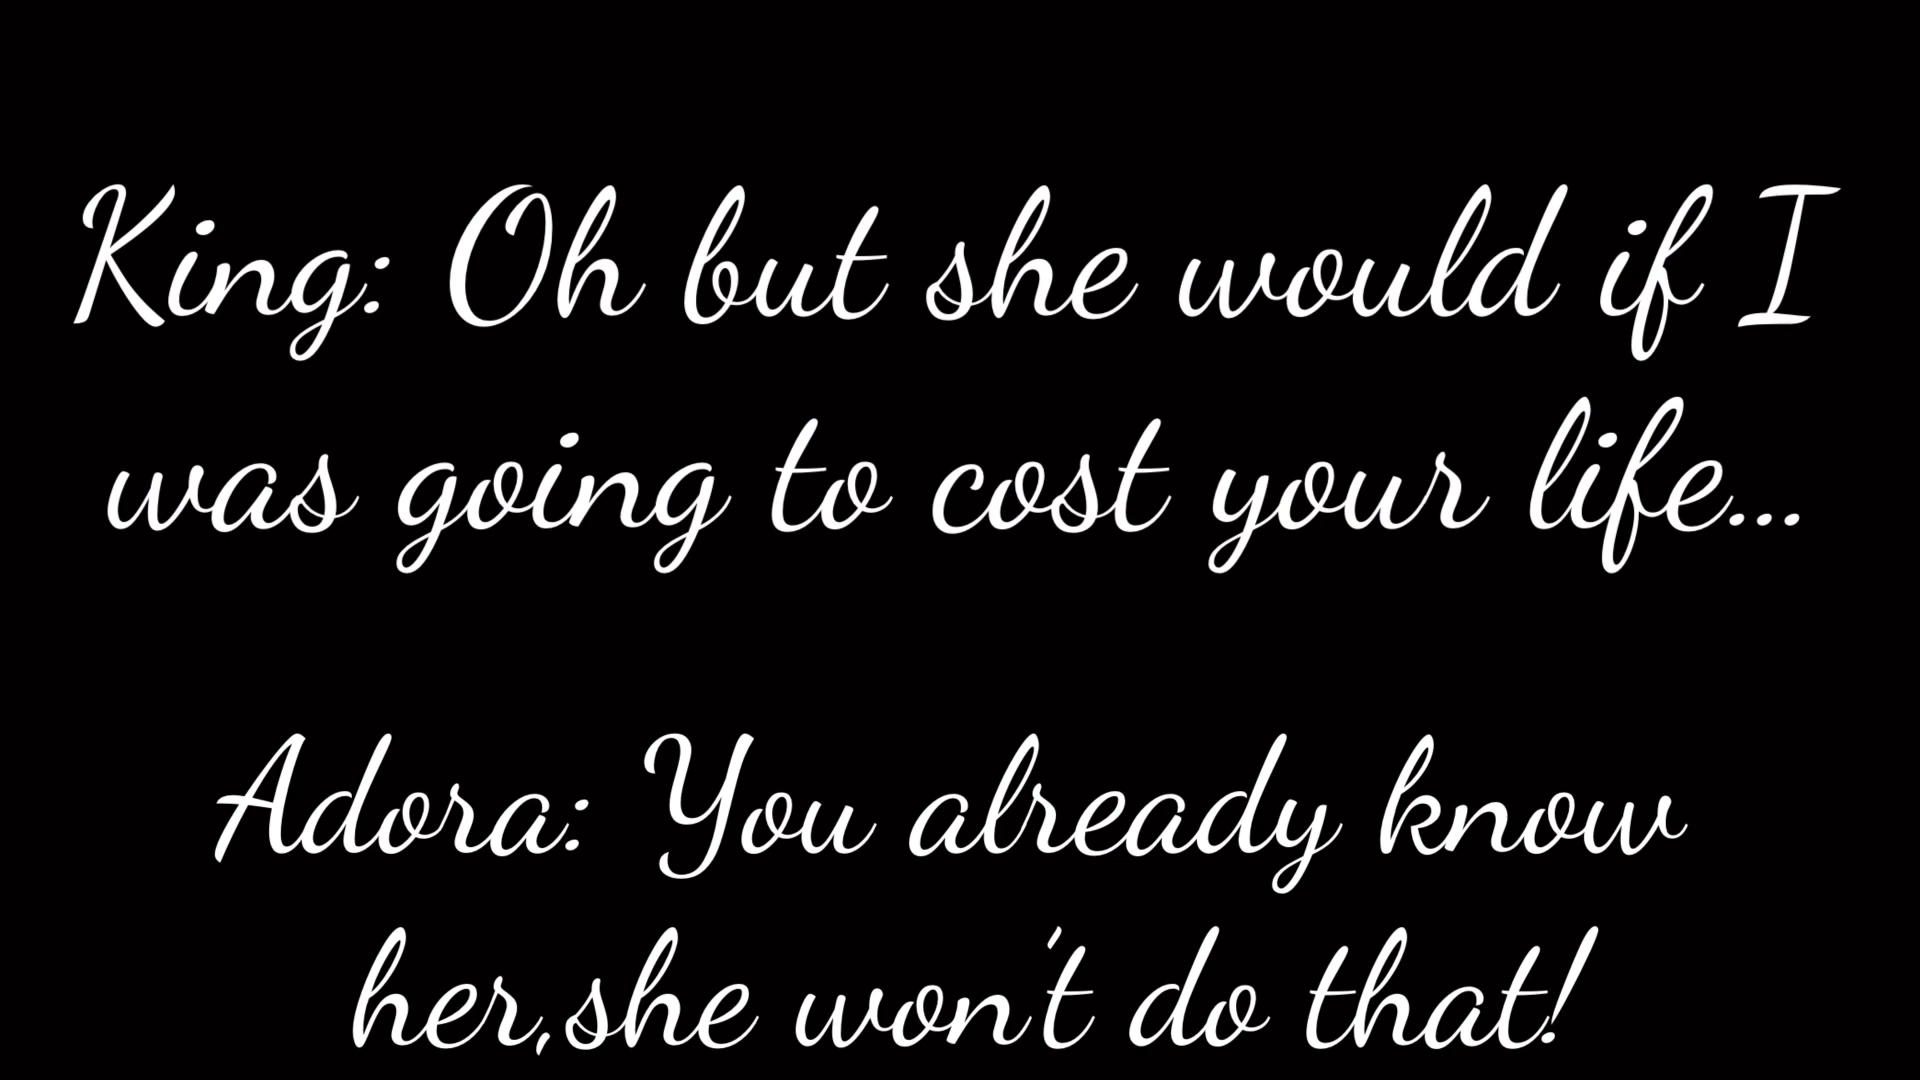 King: Oh but she would if I
was going to cost your life...
Adora: You already know
her,she won't do that!